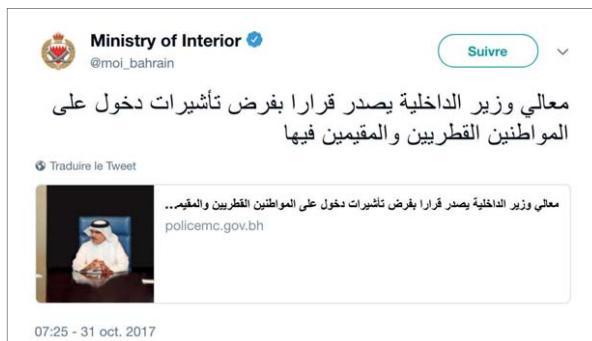 Ministry of Interior
@moi_bahrain
Suivre
معالي وزير الداخلية يصدر قرارا بفرض تأشيرات دخول على
المواطنين القطريين والمقيمين فيها
Traduire le Tweet
معالي وزير الداخلية يصدر قرارا بفرض تأشيرات دخول على المواطنين القطريين والمقيمـ...
policemc.gov.bh
07:25 - 31 oct. 2017